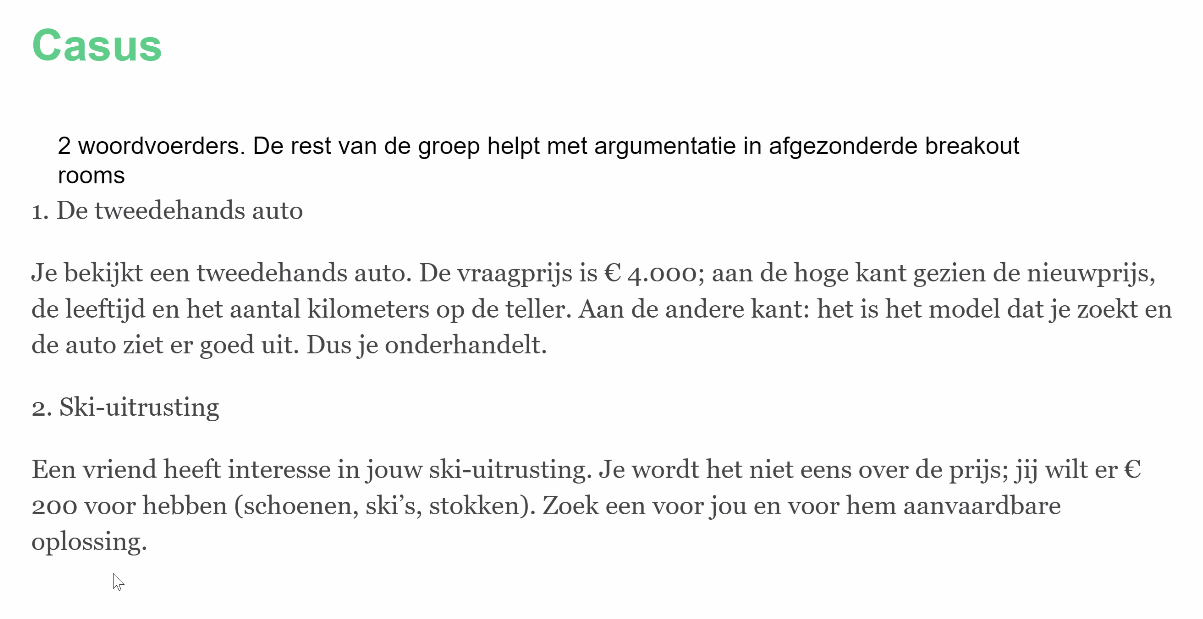 Casus
2 woordvoerders. De rest van de groep helpt met argumentatie in afgezonderde breakout
rooms
1. De tweedehands auto
Je bekijkt een tweedehands auto. De vraagprijs is € 4.000; aan de hoge kant gezien de nieuwprijs,
de leeftijd en het aantal kilometers op de teller. Aan de andere kant: het is het model dat je zoekt en
de auto ziet er goed uit. Dus je onderhandelt.
2. Ski-uitrusting
Een vriend heeft interesse in jouw ski-uitrusting. Je wordt het niet eens over de prijs; jij wilt er €
200 voor hebben (schoenen, ski’s, stokken). Zoek een voor jou en voor hem aanvaardbare
oplossing.